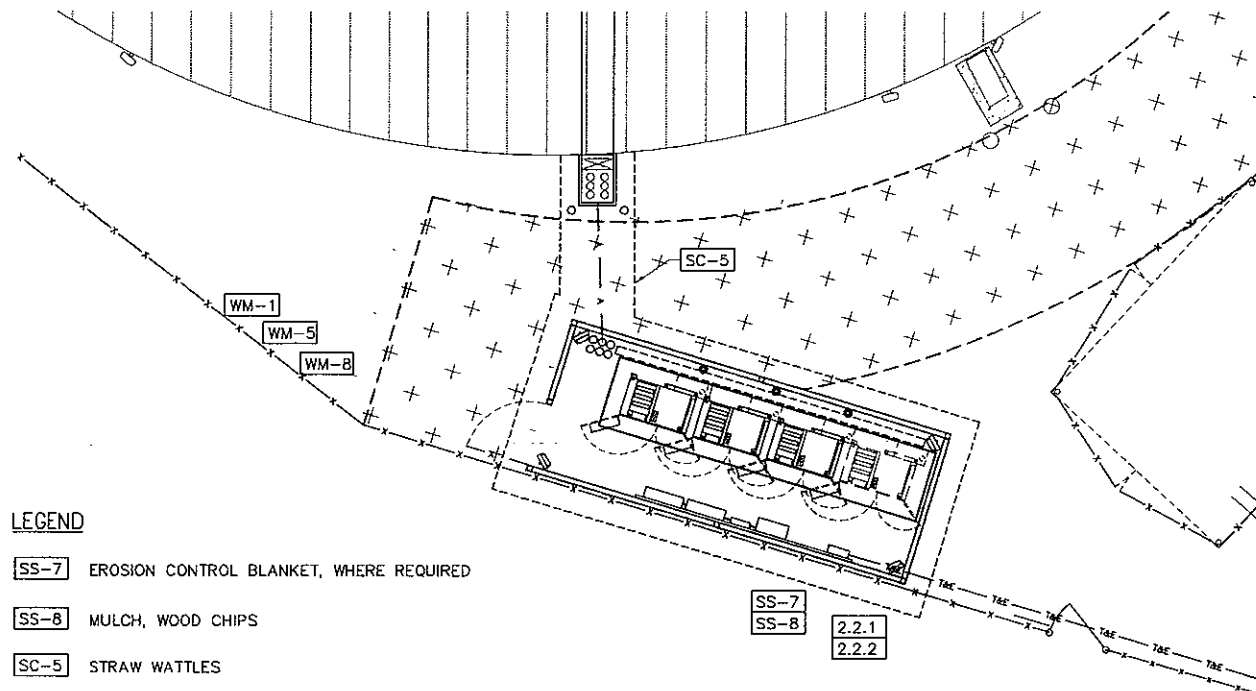 SC-5
WM-1
WM-5
WM-8
LEGEND
SS-7 EROSION CONTROL BLANKET, WHERE REQUIRED
SS-8 MULCH, WOOD CHIPS
SC-5 STRAW WATTLES
SS-7
SS-8
2.2.1
2.2.2
T&E
T&E
T&E
T&E
T&E
T&E
T&E